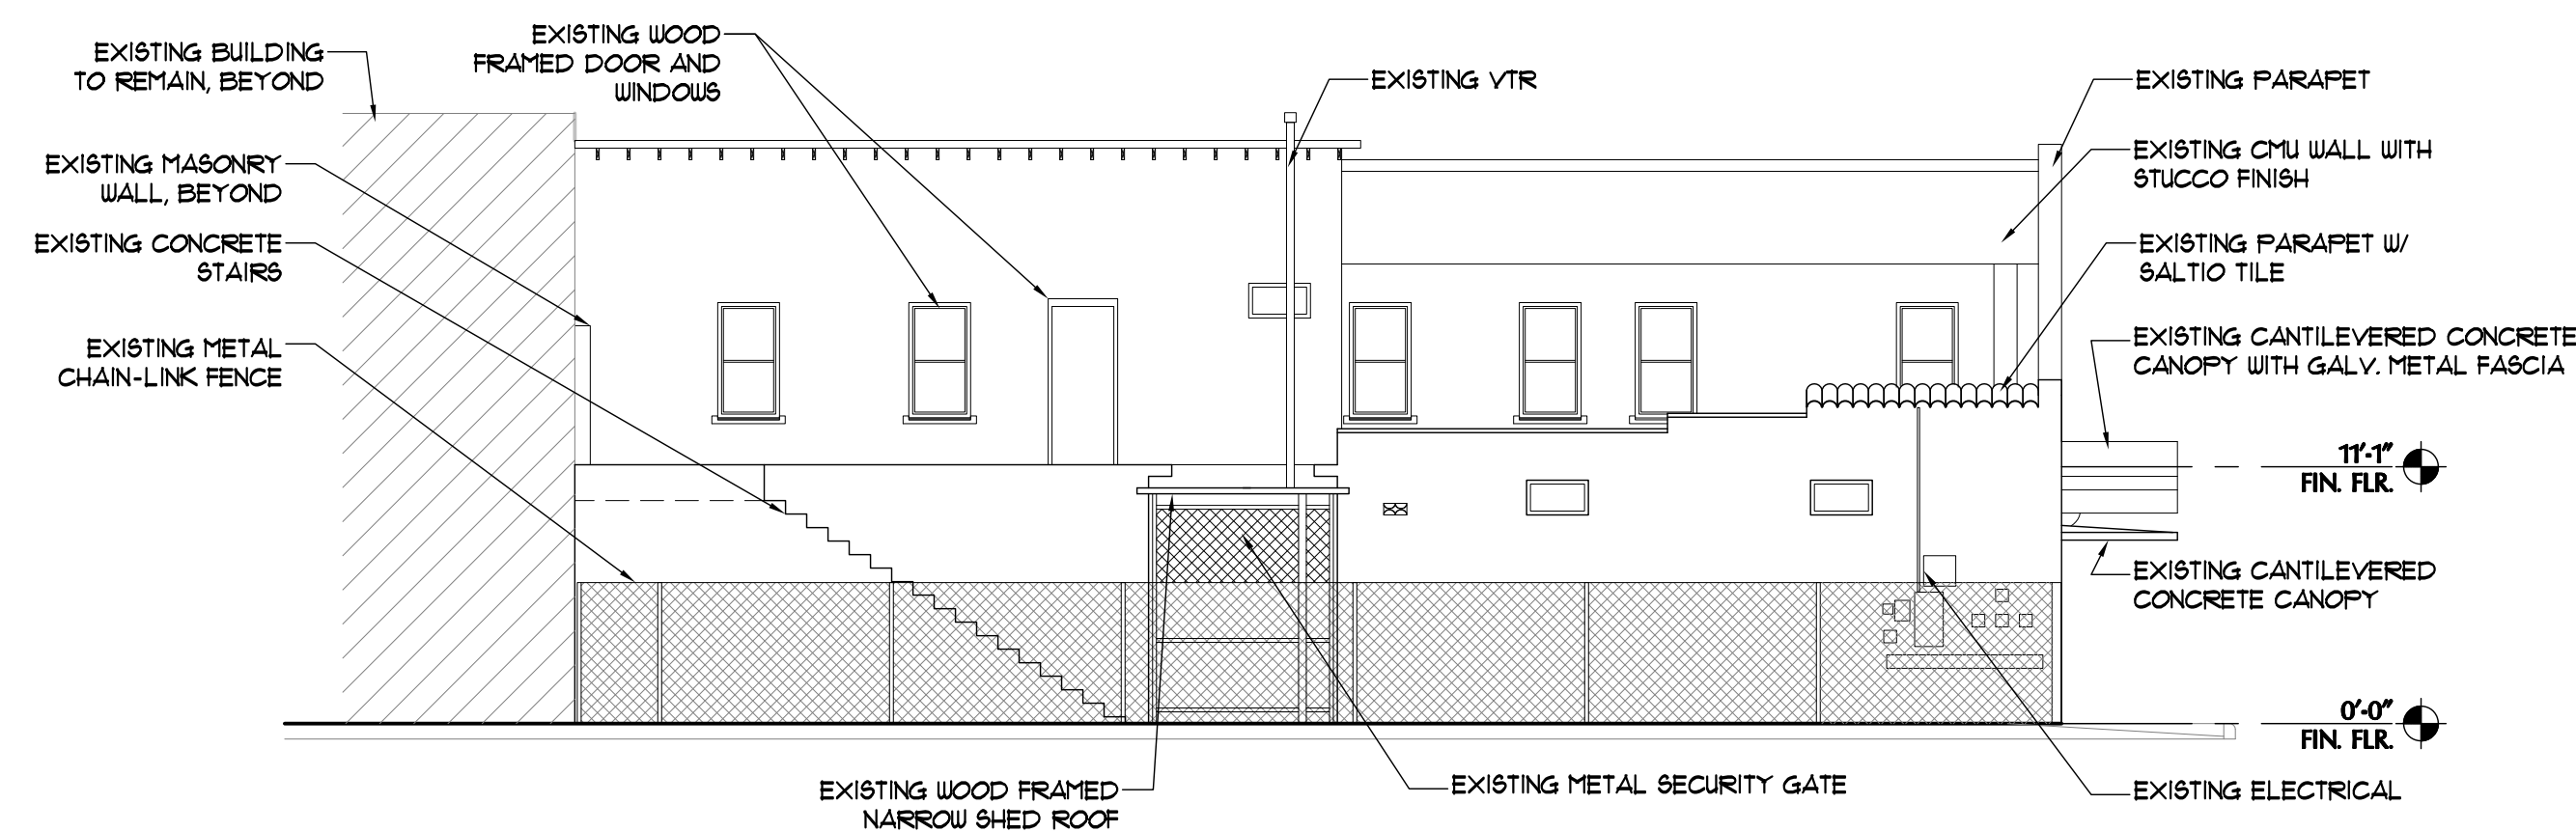 EXISTING BUILDING
TO REMAIN, BEYOND
EXISTING MASONRY
WALL, BEYOND
EXISTING CONCRETE
STAIRS
EXISTING METAL
CHAIN-LINK FENCE
EXISTING WOOD
FRAMED DOOR AND
WINDOWS
EXISTING VTR
EXISTING PARAPET
EXISTING CMU WALL WITH
STUCCO FINISH
EXISTING PARAPET W/
SALTIO TILE
EXISTING CANTILEVERED CONCRETE
CANOPY WITH GALV. METAL FASCIA
11'-1"
FIN. FLR.
EXISTING CANTILEVERED
CONCRETE CANOPY
0'-0"
FIN. FLR.
EXISTING ELECTRICAL
EXISTING METAL SECURITY GATE
EXISTING WOOD FRAMED
NARROW SHED ROOF